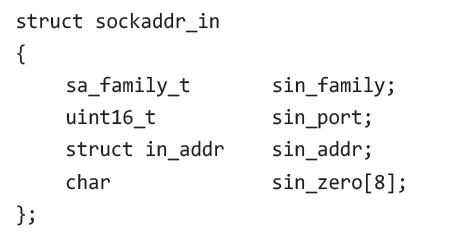 struct sockaddr_in
{
    sa_family_t       sin_family;
    uint16_t          sin_port;
    struct in_addr    sin_addr;
    char              sin_zero[8];
};